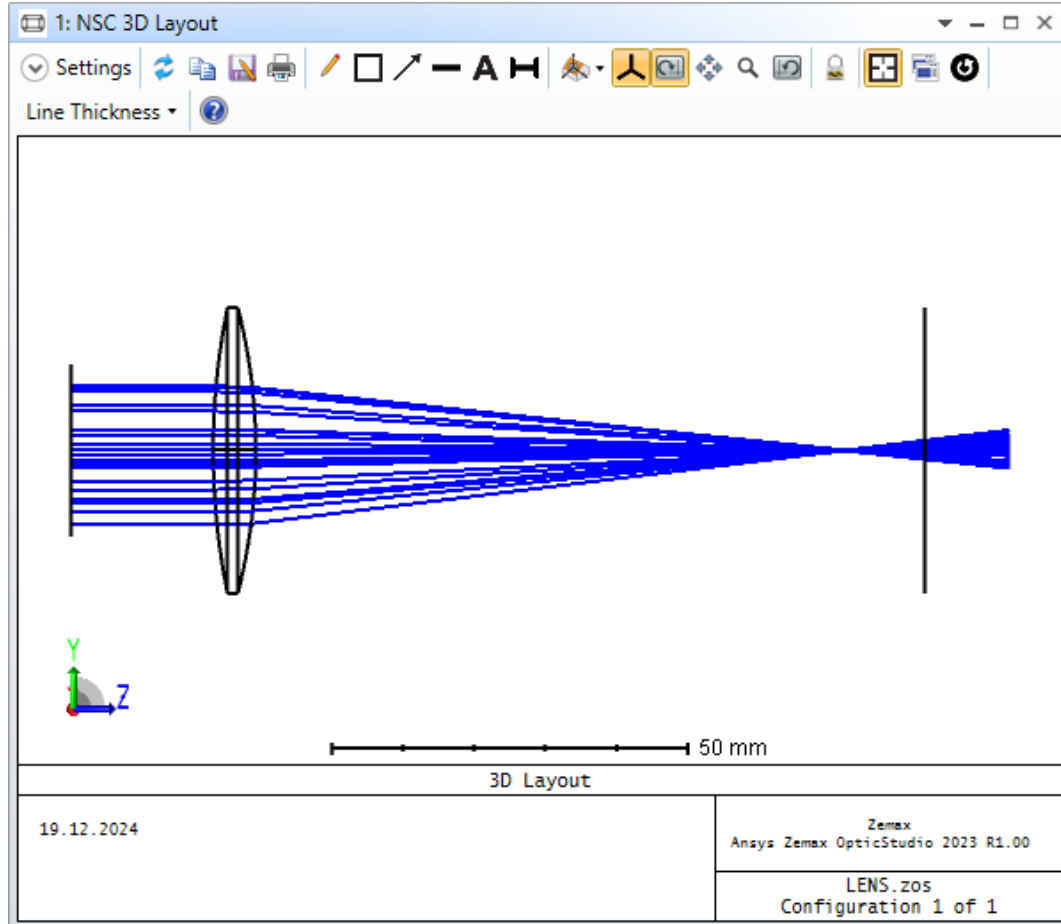 1: NSC 3D Layout
Settings
Line Thickness
Y
Z
50 mm
3D Layout
19.12.2024
Zemax
Ansys Zemax OpticStudio 2023 R1.00
LENS.zos
Configuration 1 of 1